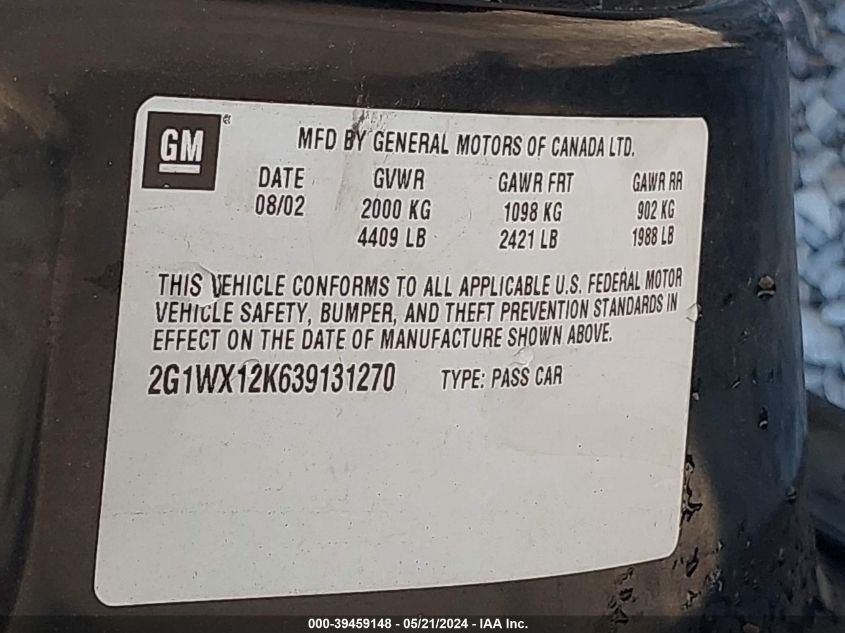 GM®
MFD BY GENERAL MOTORS OF CANADA LTD.
DATE GVWR GAWR FRT GAWR RR
08/02 2000 KG 1098 KG 902 KG
4409 LB 2421 LB 1988 LB
THIS VEHICLE CONFORMS TO ALL APPLICABLE U.S. FEDERAL MOTOR
VEHICLE SAFETY, BUMPER, AND THEFT PREVENTION STANDARDS IN
EFFECT ON THE DATE OF MANUFACTURE SHOWN ABOVE.
2G1WX12K639131270 TYPE: PASS CAR
000-39459148 - 05/21/2024 - IAA Inc.